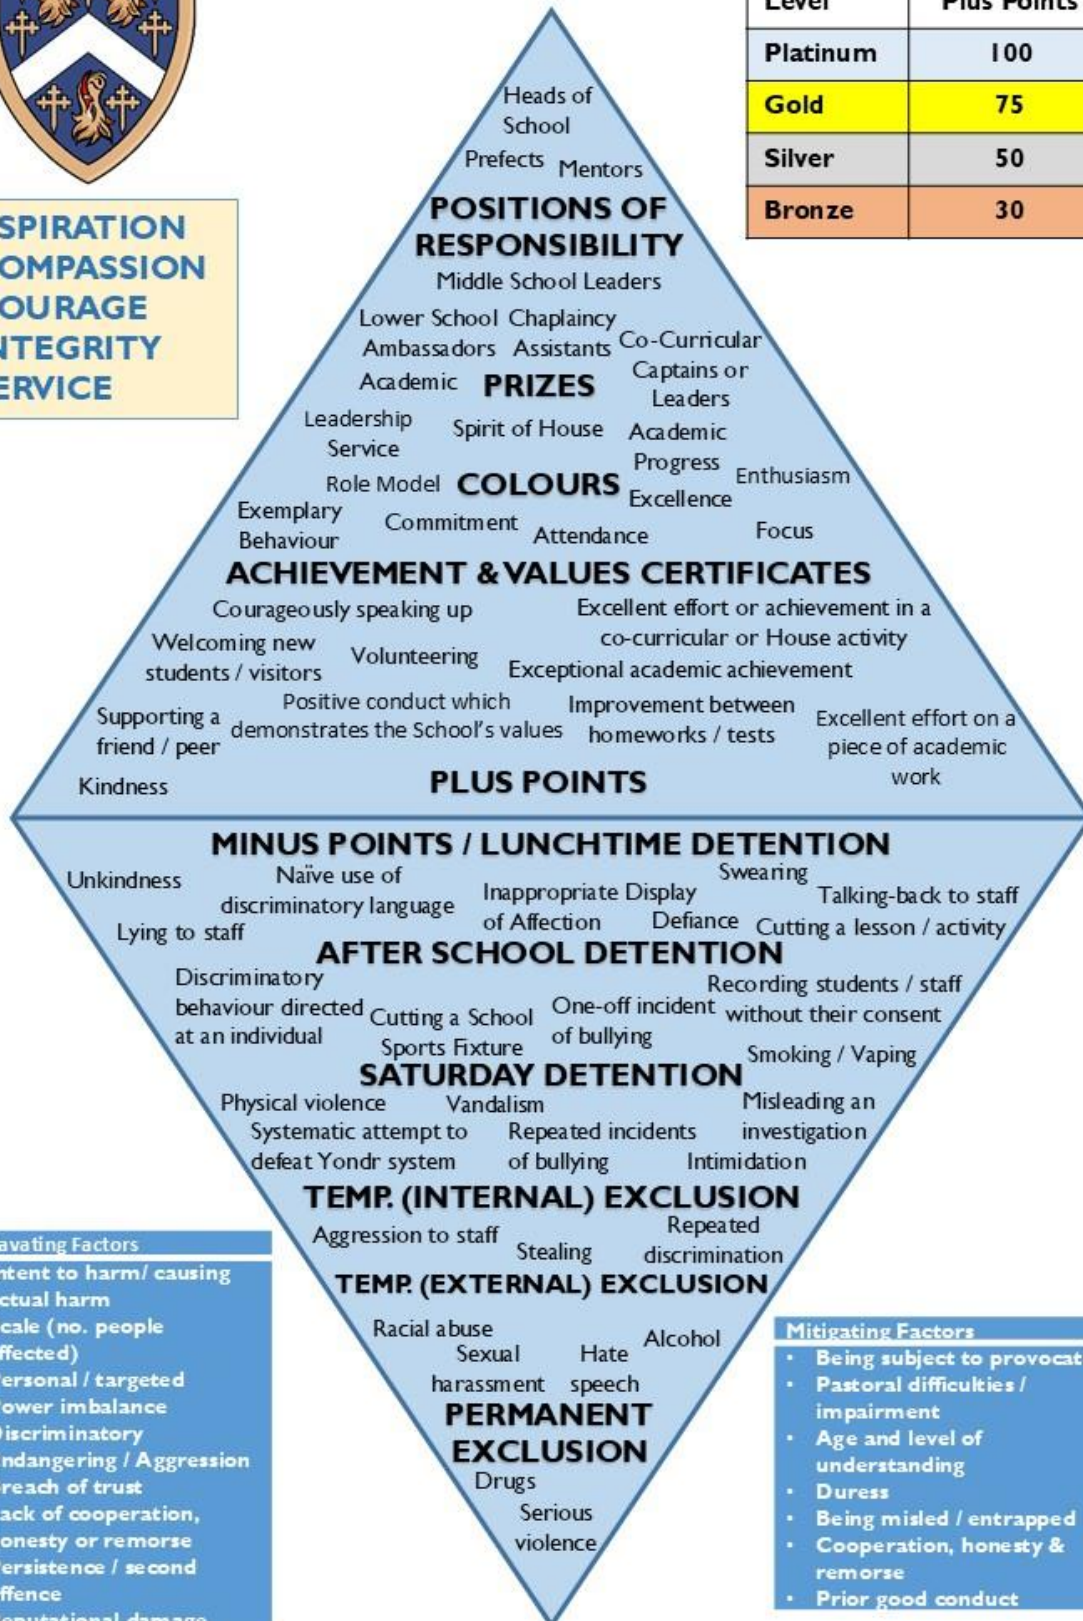 Level Plus Points
Platinum 100
Gold 75
Silver 50
Bronze 30
SPIRATION
OMPASSION
OURAGE
NTEGRITY
ERVICE
Heads of
School
Prefects Mentors
POSITIONS OF
RESPONSIBILITY
Middle School Leaders
Lower School
Ambassadors
Chaplaincy
Assistants
Co-Curricular
Captains or
Leaders
Academic
PRIZES
Leadership
Service
Spirit of House
Academic
Progress
Enthusiasm
Role Model
COLOURS
Excellence
Exemplary
Behaviour
Commitment
Attendance
Focus
ACHIEVEMENT & VALUES CERTIFICATES
Courageously speaking up
Excellent effort or achievement in a
co-curricular or House activity
Welcoming new
students / visitors
Volunteering
Exceptional academic achievement
Supporting a
friend / peer
Positive conduct which
demonstrates the School's values
Improvement between
homeworks / tests
Excellent effort on a
piece of academic
work
Kindness
PLUS POINTS
MINUS POINTS / LUNCHTIME DETENTION
Unkindness
Naïve use of
discriminatory language
Inappropriate Display
of Affection
Swearing
Talking-back to staff
Lying to staff
Defiance
Cutting a lesson / activity
AFTER SCHOOL DETENTION
Discriminatory
behaviour directed
at an individual
Cutting a School
Sports Fixture
One-off incident
of bullying
Recording students / staff
without their consent
Smoking / Vaping
SATURDAY DETENTION
Physical violence
Vandalism
Misleading an
investigation
Systematic attempt to
defeat Yondr system
Repeated incidents
of bullying
Intimidation
TEMP. (INTERNAL) EXCLUSION
Aggression to staff
Stealing
Repeated
discrimination
TEMP. (EXTERNAL) EXCLUSION
Racial abuse
Sexual
harassment
Hate
speech
Alcohol
PERMANENT
EXCLUSION
Drugs
Serious
violence
avating Factors
ntent to harm/ causing
ctual harm
cale (no. people
ffected)
ersonal / targeted
ower imbalance
iscriminatory
ndangering / Aggression
reach of trust
ack of cooperation,
onesty or remorse
ersistence / second
ffence
eputational damage
Mitigating Factors
• Being subject to provocat
• Pastoral difficulties /
impairment
• Age and level of
understanding
• Duress
• Being misled / entrapped
• Cooperation, honesty &
remorse
• Prior good conduct